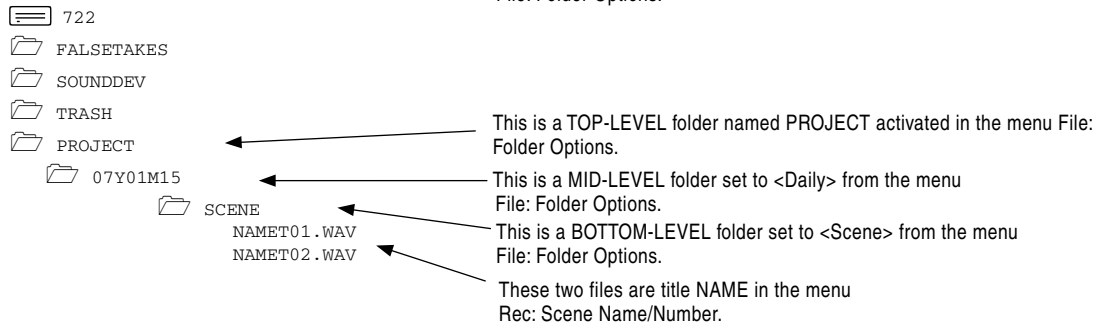 File: Folder Options.
722
FALSETAKES
SOUNDDEV
TRASH
PROJECT
This is a TOP-LEVEL folder named PROJECT activated in the menu File:
Folder Options.
07Y01M15
This is a MID-LEVEL folder set to <Daily> from the menu
File: Folder Options.
SCENE
This is a BOTTOM-LEVEL folder set to <Scene> from the menu
File: Folder Options.
NAMET01.WAV
NAMET02.WAV
These two files are title NAME in the menu
Rec: Scene Name/Number.